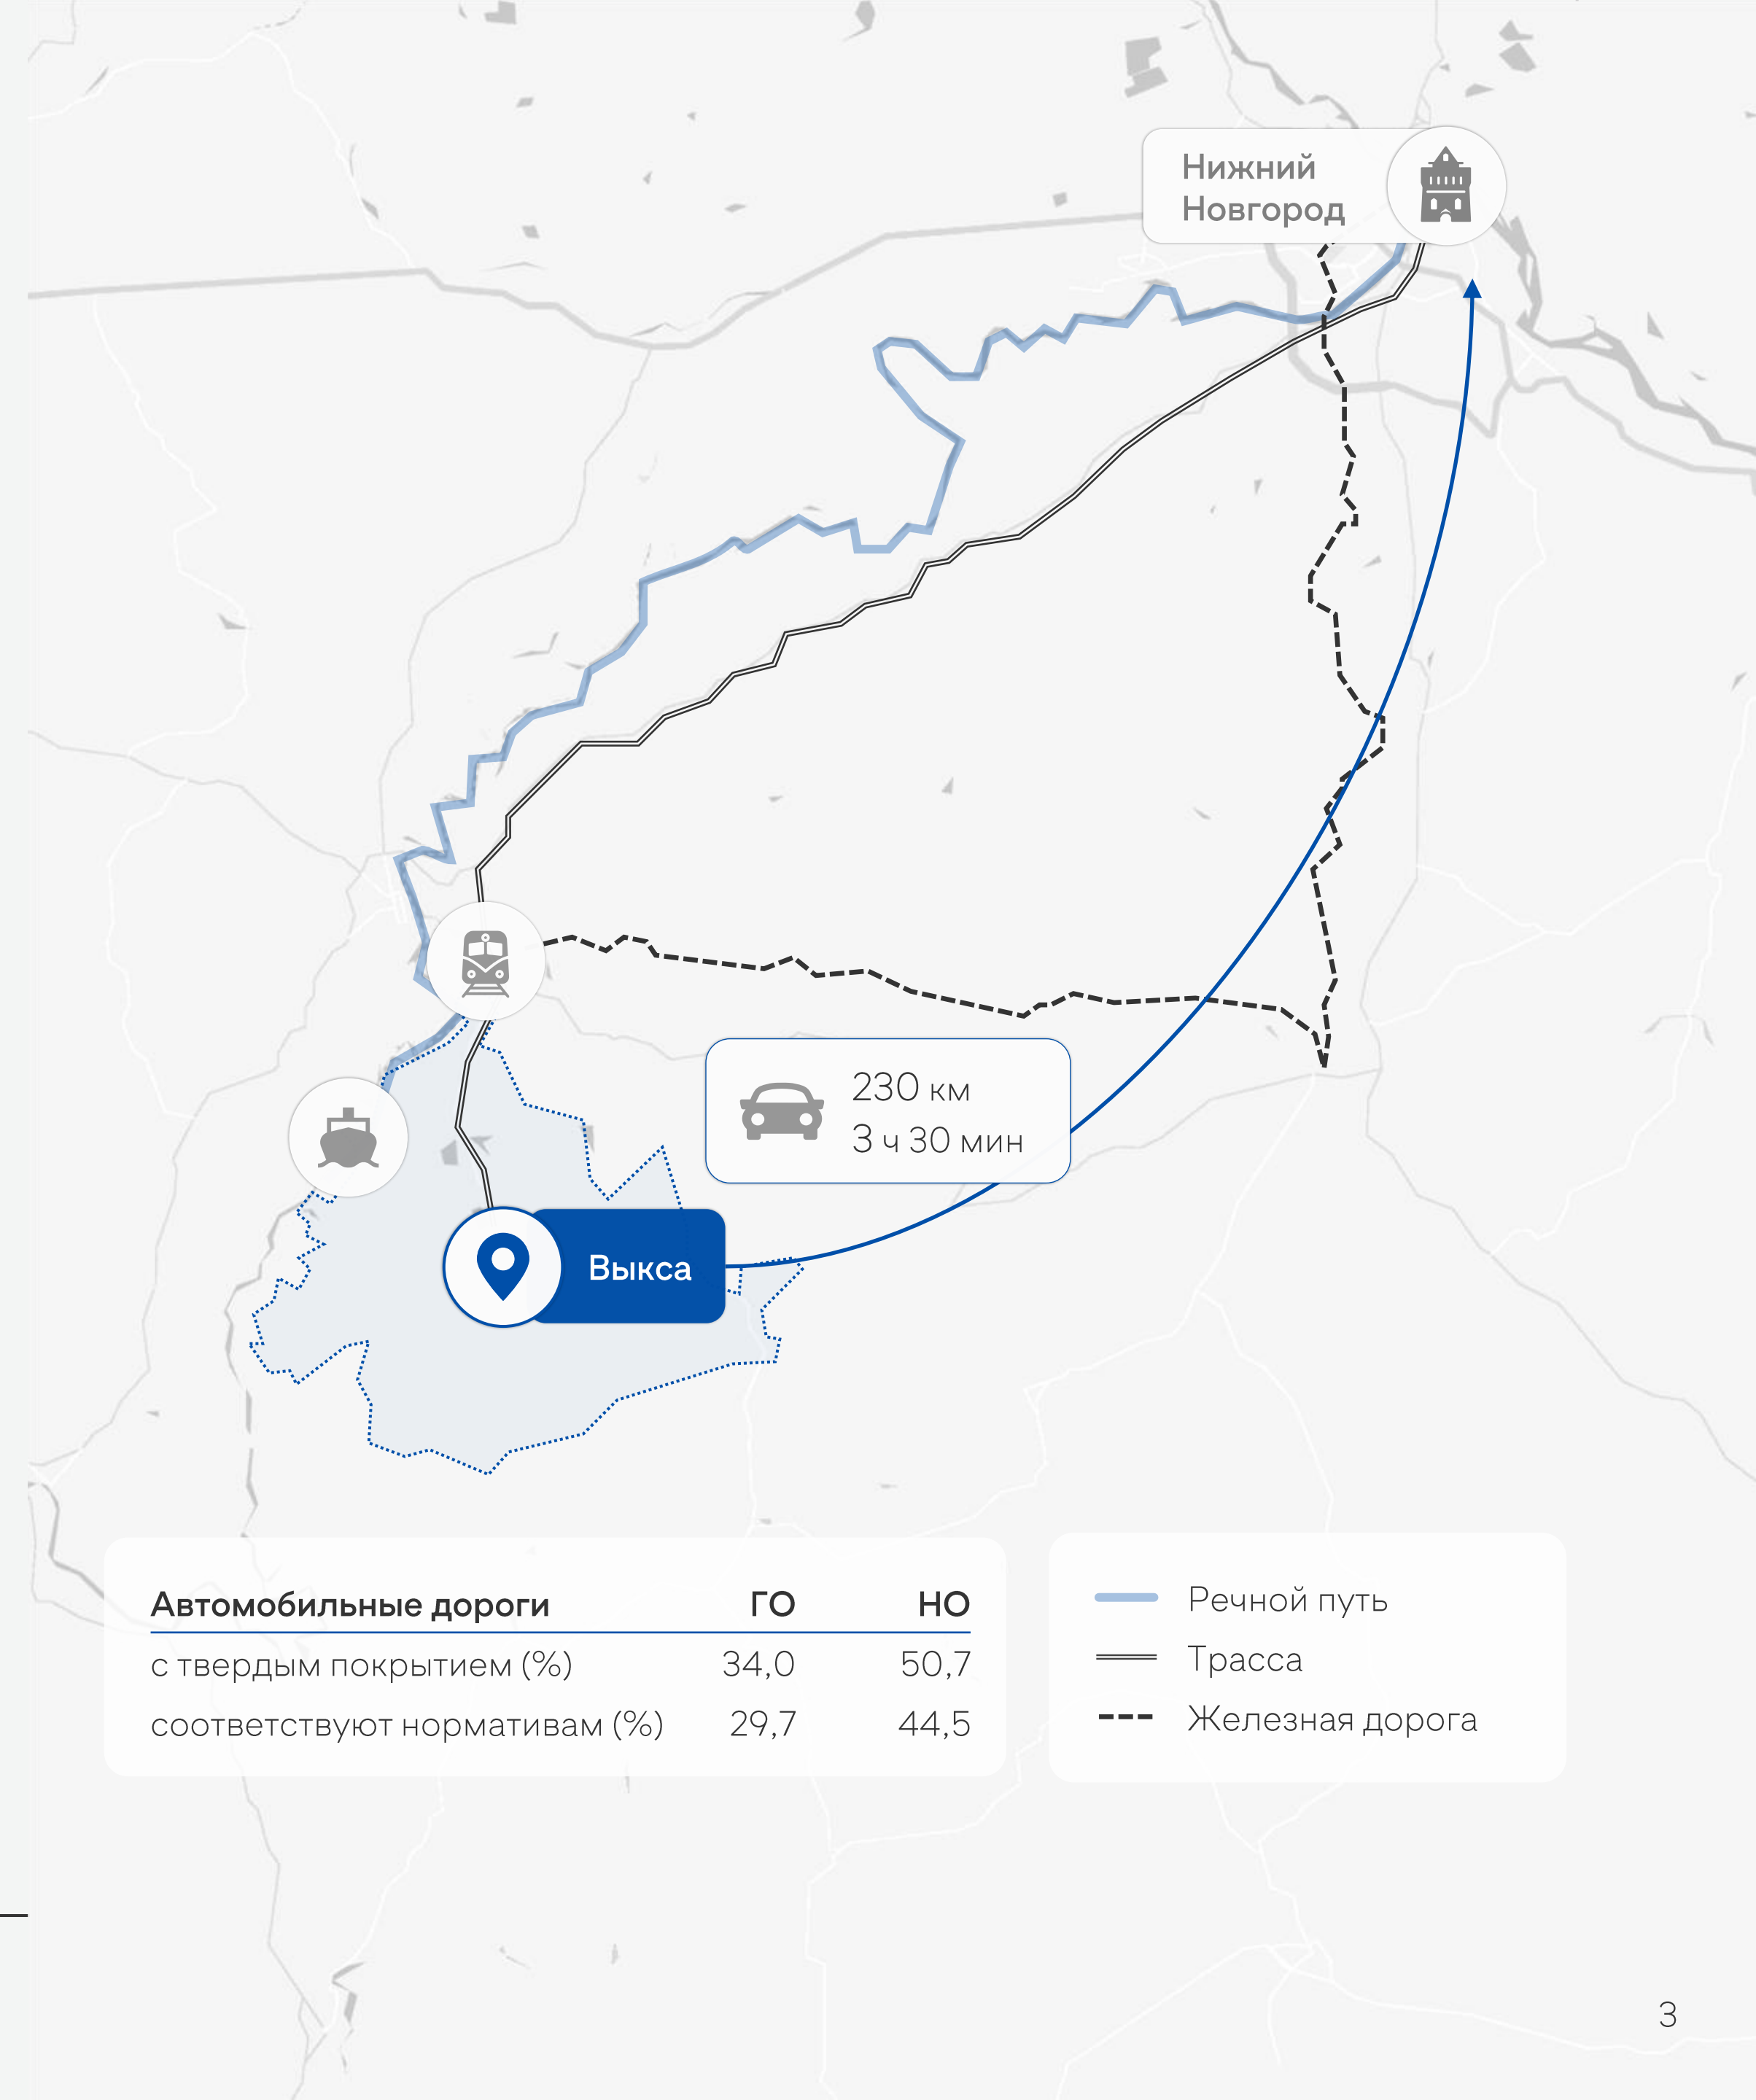 Нижний
Новгород
230 км
3 ч 30 мин
Выкса
Автомобильные дороги ГО НО
с твердым покрытием (%) 34,0 50,7
соответствуют нормативам (%) 29,7 44,5
Речной путь
Трасса
Железная дорога
3